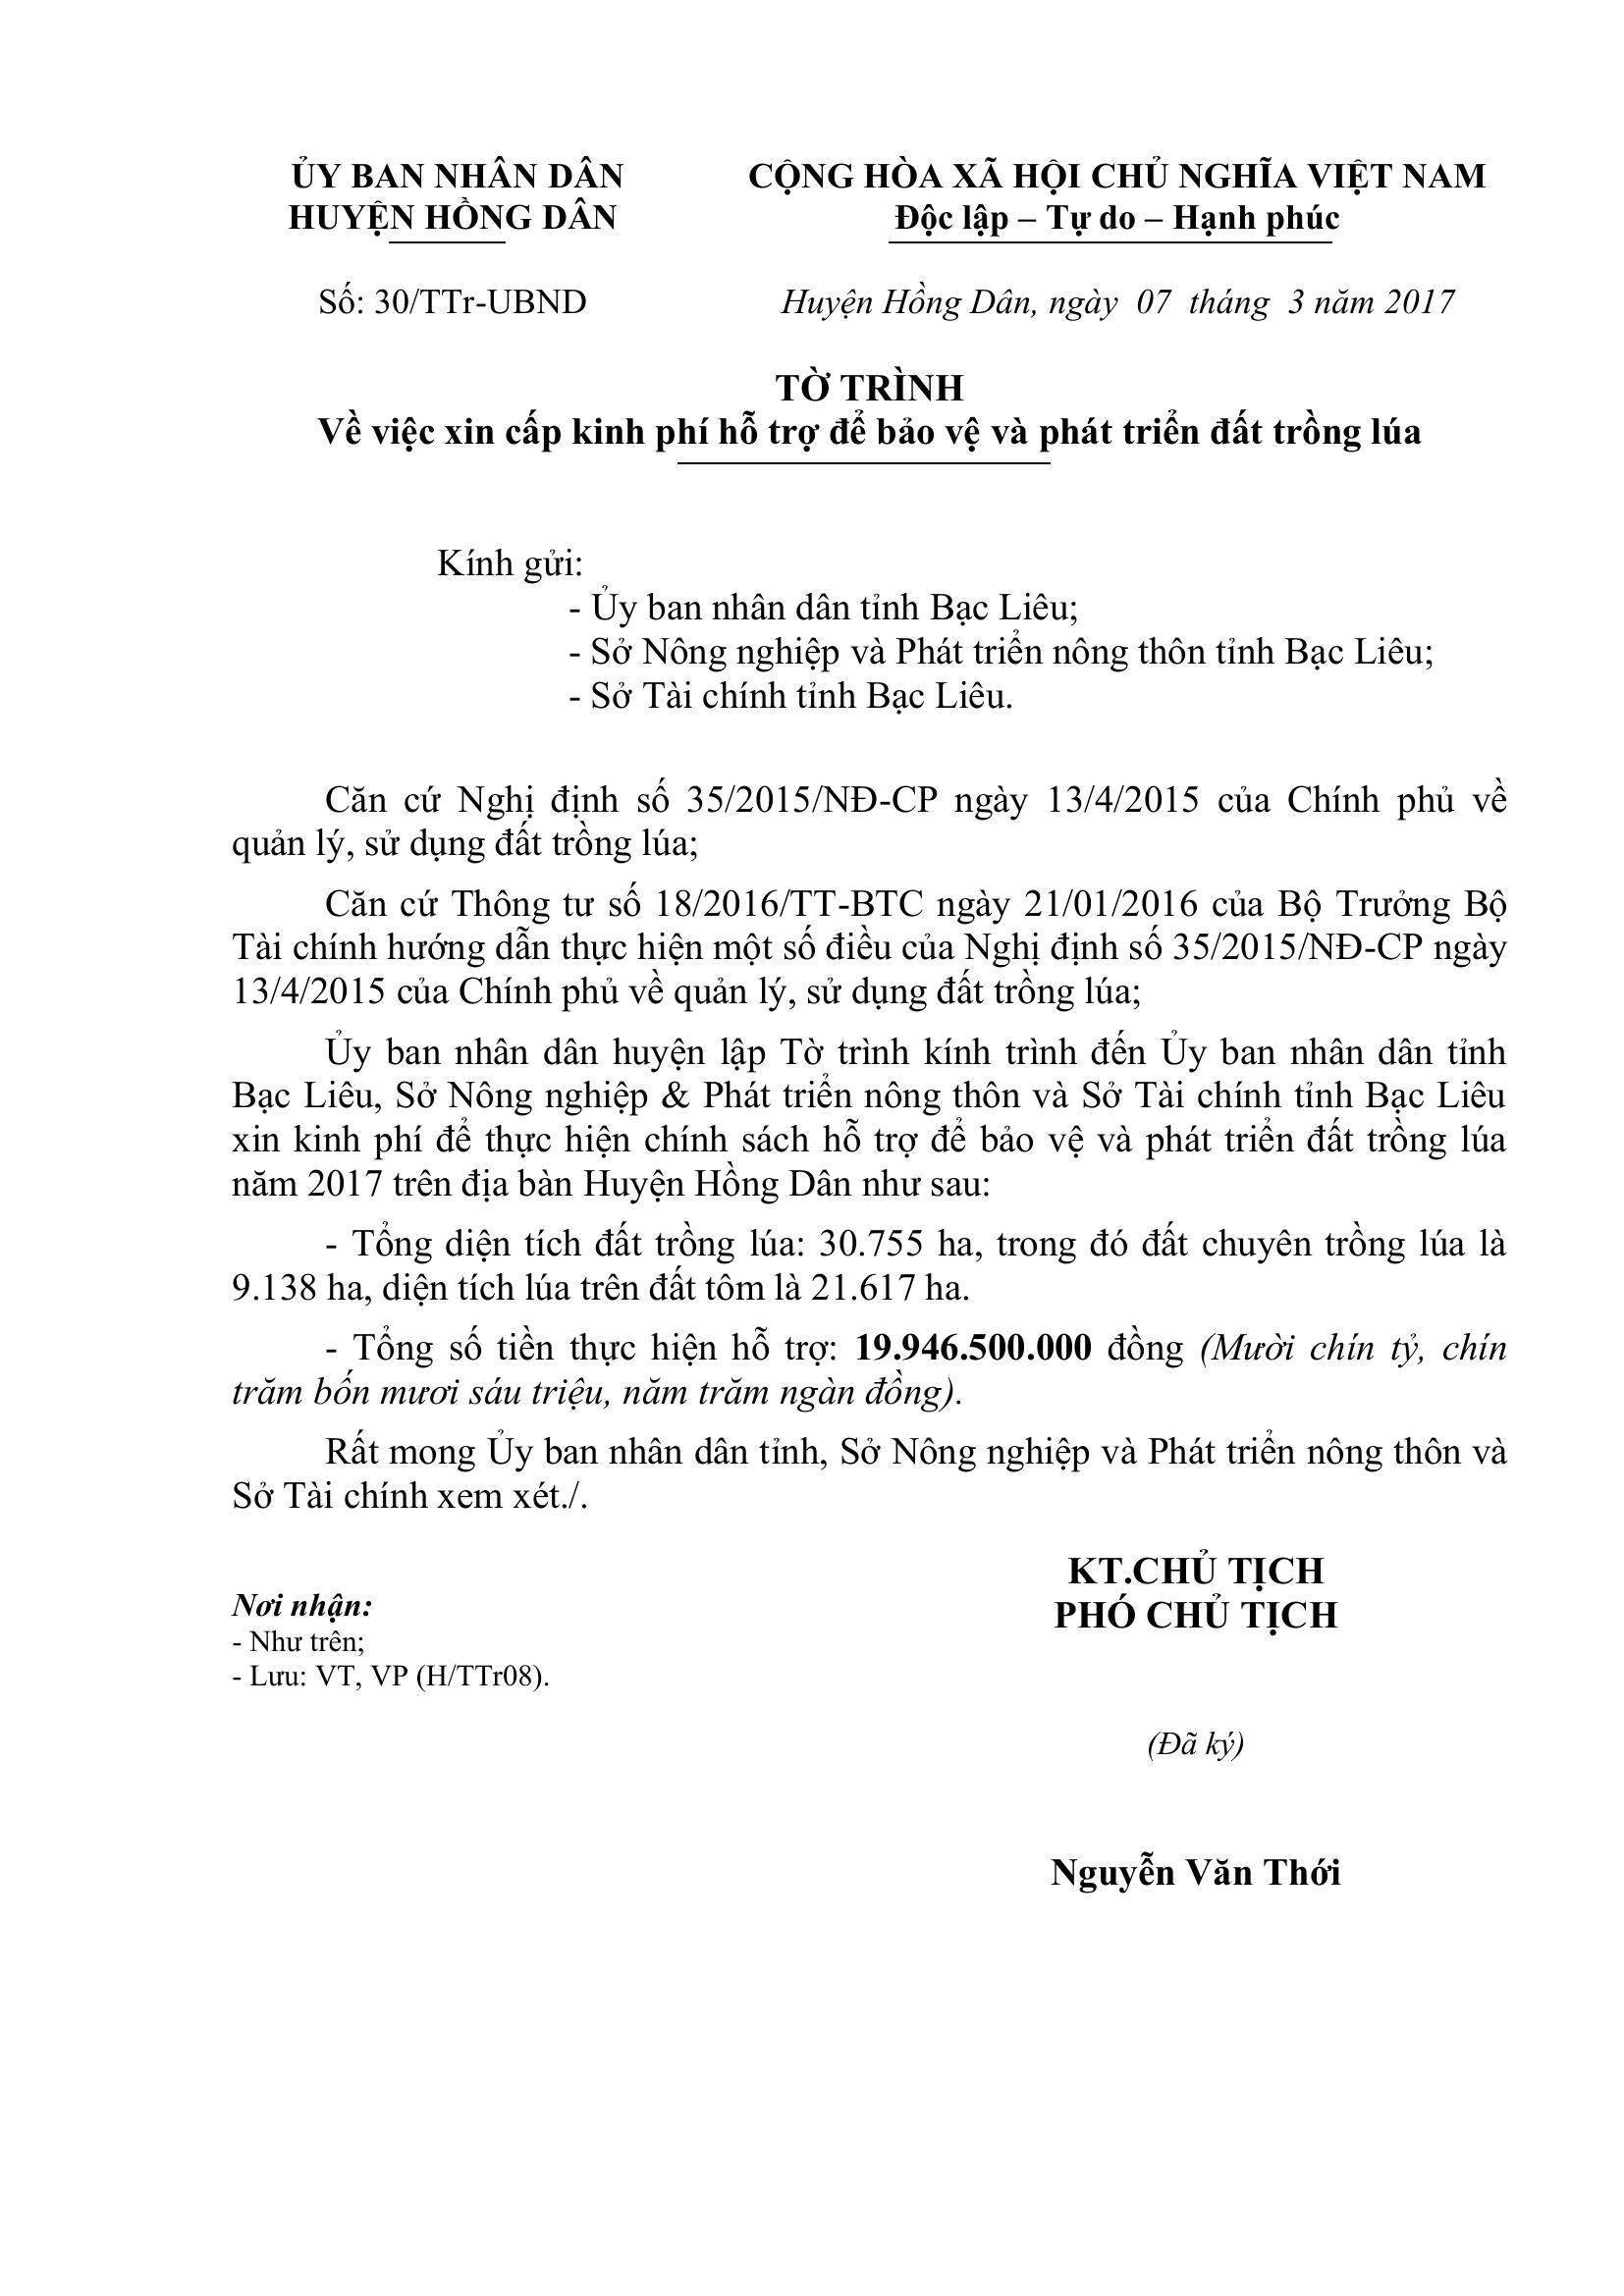 ỦY BAN NHÂN DÂN
HUYỆN HỒNG DÂN
CỘNG HÒA XÃ HỘI CHỦ NGHĨA VIỆT NAM
Độc lập – Tự do – Hạnh phúc
Số: 30/TTr-UBND
Huyện Hồng Dân, ngày 07 tháng 3 năm 2017
TỜ TRÌNH
Về việc xin cấp kinh phí hỗ trợ để bảo vệ và phát triển đất trồng lúa
Kính gửi:
- Ủy ban nhân dân tỉnh Bạc Liêu;
- Sở Nông nghiệp và Phát triển nông thôn tỉnh Bạc Liêu;
- Sở Tài chính tỉnh Bạc Liêu.
Căn cứ Nghị định số 35/2015/NĐ-CP ngày 13/4/2015 của Chính phủ về
quản lý, sử dụng đất trồng lúa;
Căn cứ Thông tư số 18/2016/TT-BTC ngày 21/01/2016 của Bộ Trưởng Bộ
Tài chính hướng dẫn thực hiện một số điều của Nghị định số 35/2015/NĐ-CP ngày
13/4/2015 của Chính phủ về quản lý, sử dụng đất trồng lúa;
Ủy ban nhân dân huyện lập Tờ trình kính trình đến Ủy ban nhân dân tỉnh
Bạc Liêu, Sở Nông nghiệp & Phát triển nông thôn và Sở Tài chính tỉnh Bạc Liêu
xin kinh phí để thực hiện chính sách hỗ trợ để bảo vệ và phát triển đất trồng lúa
năm 2017 trên địa bàn Huyện Hồng Dân như sau:
- Tổng diện tích đất trồng lúa: 30.755 ha, trong đó đất chuyên trồng lúa là
9.138 ha, diện tích lúa trên đất tôm là 21.617 ha.
- Tổng số tiền thực hiện hỗ trợ: 19.946.500.000 đồng (Mười chín tỷ, chín
trăm bốn mươi sáu triệu, năm trăm ngàn đồng).
Rất mong Ủy ban nhân dân tỉnh, Sở Nông nghiệp và Phát triển nông thôn và
Sở Tài chính xem xét./.
Nơi nhận:
- Như trên;
- Lưu: VT, VP (H/TTr08).
KT.CHỦ TỊCH
PHÓ CHỦ TỊCH
(Đã ký)
Nguyễn Văn Thới